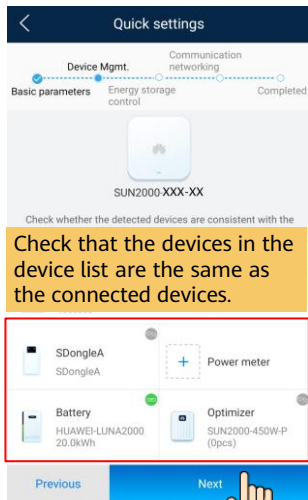 Quick settings
Communication
Device Mgmt. networking
Basic parameters Energy storage Completed
control
SUN2000-XXX-XX
Check whether the detected devices are consistent with the
Check that the devices in the
device list are the same as
the connected devices.
SDongleA
SDongleA
+ Power meter
Battery
HUAWEI-LUNA2000
20.0kWh
Optimizer
SUN2000-450W-P
(0pcs)
Previous Next